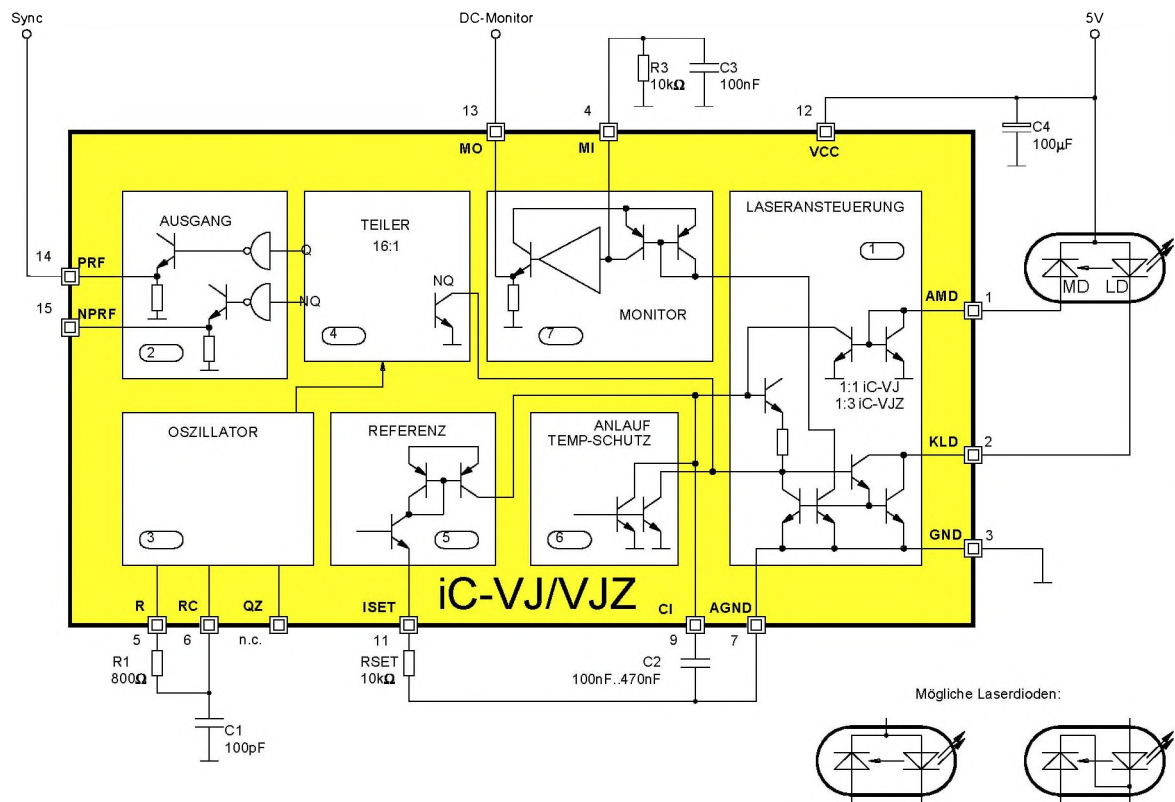 Sync
DC-Monitor
5V
R3
10kΩ
C3
100nF
13
4
12
MO
MI
VCC
C4
100µF
AUSGANG
TEILER
16:1
LASERANSTEUERUNG
1
14
PRF
Q
NQ
NQ
MONITOR
MD
LD
AMD
1
15
NPRF
2
4
7
1:1 iC-VJ
1:3 iC-VJZ
OSZILLATOR
REFERENZ
ANLAUF
TEMP-SCHUTZ
KLD
2
3
5
6
GND
3
iC-VJ/VJZ
R
RC
QZ
ISET
CI
AGND
5
6
n.c.
11
9
7
R1
800Ω
RSET
10kΩ
C2
100nF..470nF
C1
100pF
Mögliche Laserdioden: